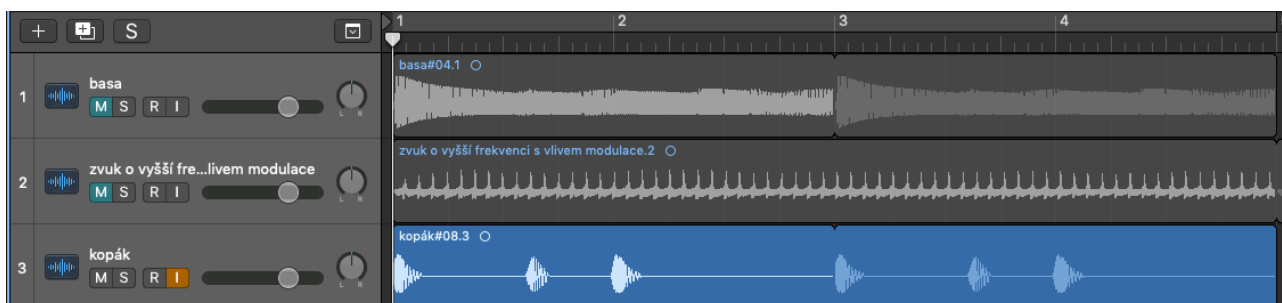 S
1 2 3 4
1
basa
M S R I
L R
basa#04.1
2
zvuk o vyšší fre...livem modulace
M S R I
L R
zvuk o vyšší frekvenci s vlivem modulace.2
3
kopák
M S R I
L R
kopák#08.3